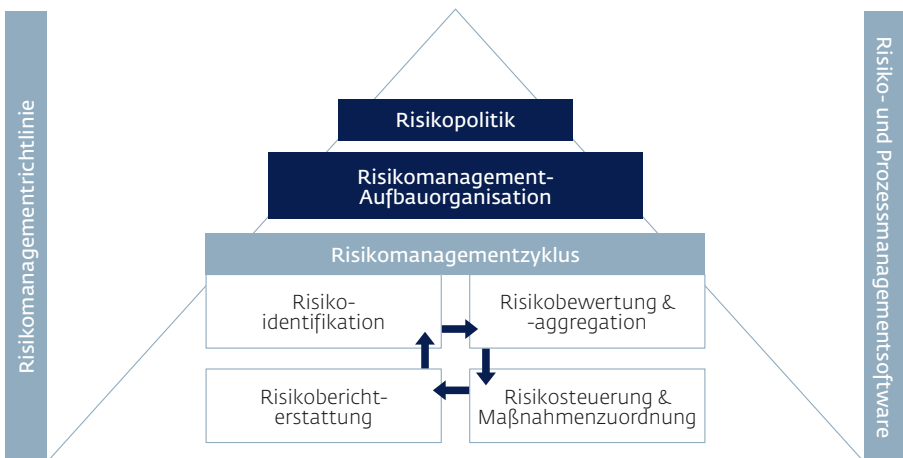 Risikomanagementrichtlinie
Risikopolitik
Risikomanagement-
Aufbauorganisation
Risikomanagementzyklus
Risiko-
identifikation
Risikobewertung &
-aggregation
Risikobericht-
erstattung
Risikosteuerung &
Maßnahmenzuordnung
Risiko- und Prozessmanagementsoftware